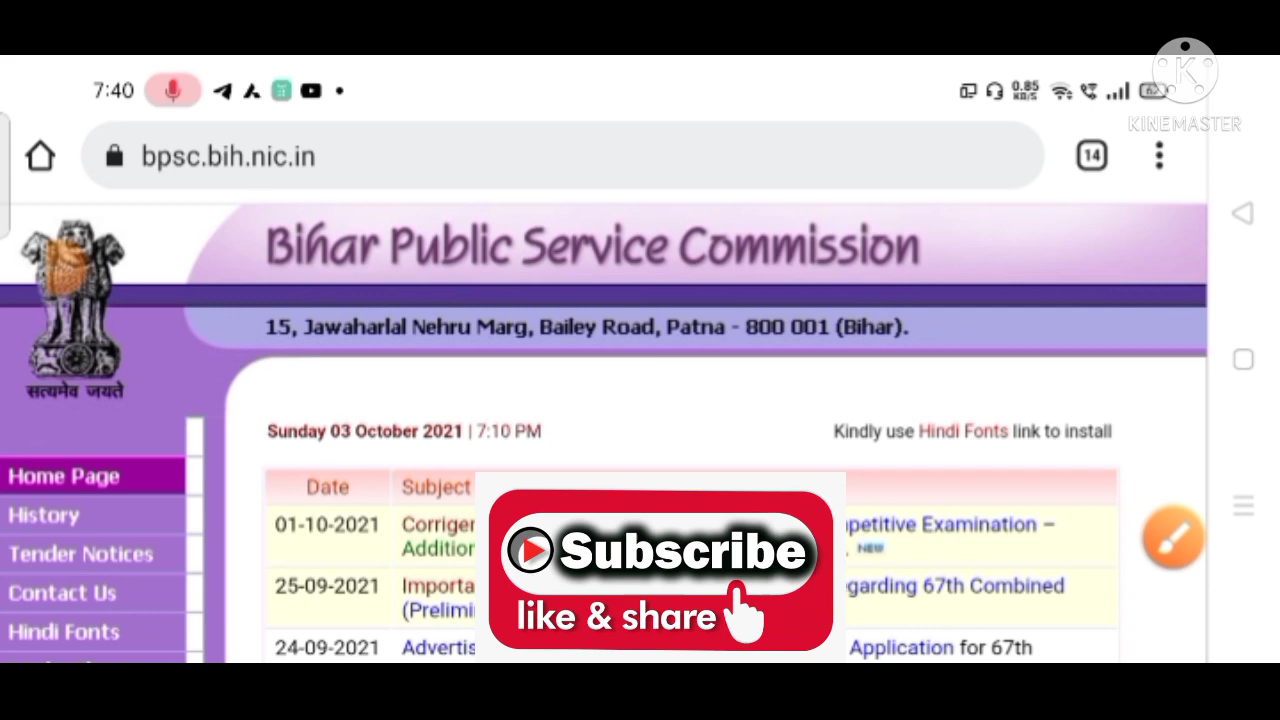 7:40
0.85
KB/S
KINEMASTER
bpsc.bih.nic.in
14
Bihar Public Service Commission
15, Jawaharlal Nehru Marg, Bailey Road, Patna - 800 001 (Bihar).
सत्यमेव जयते
Sunday 03 October 2021 | 7:10 PM
Kindly use Hindi Fonts link to install
Home Page
History
Tender Notices
Contact Us
Hindi Fonts
Date Subject
01-10-2021 Corriger petitive Examination –
Addition NEW
25-09-2021 Importa garding 67th Combined
(Prelimi
24-09-2021 Advertis Application for 67th
Subscribe
like & share